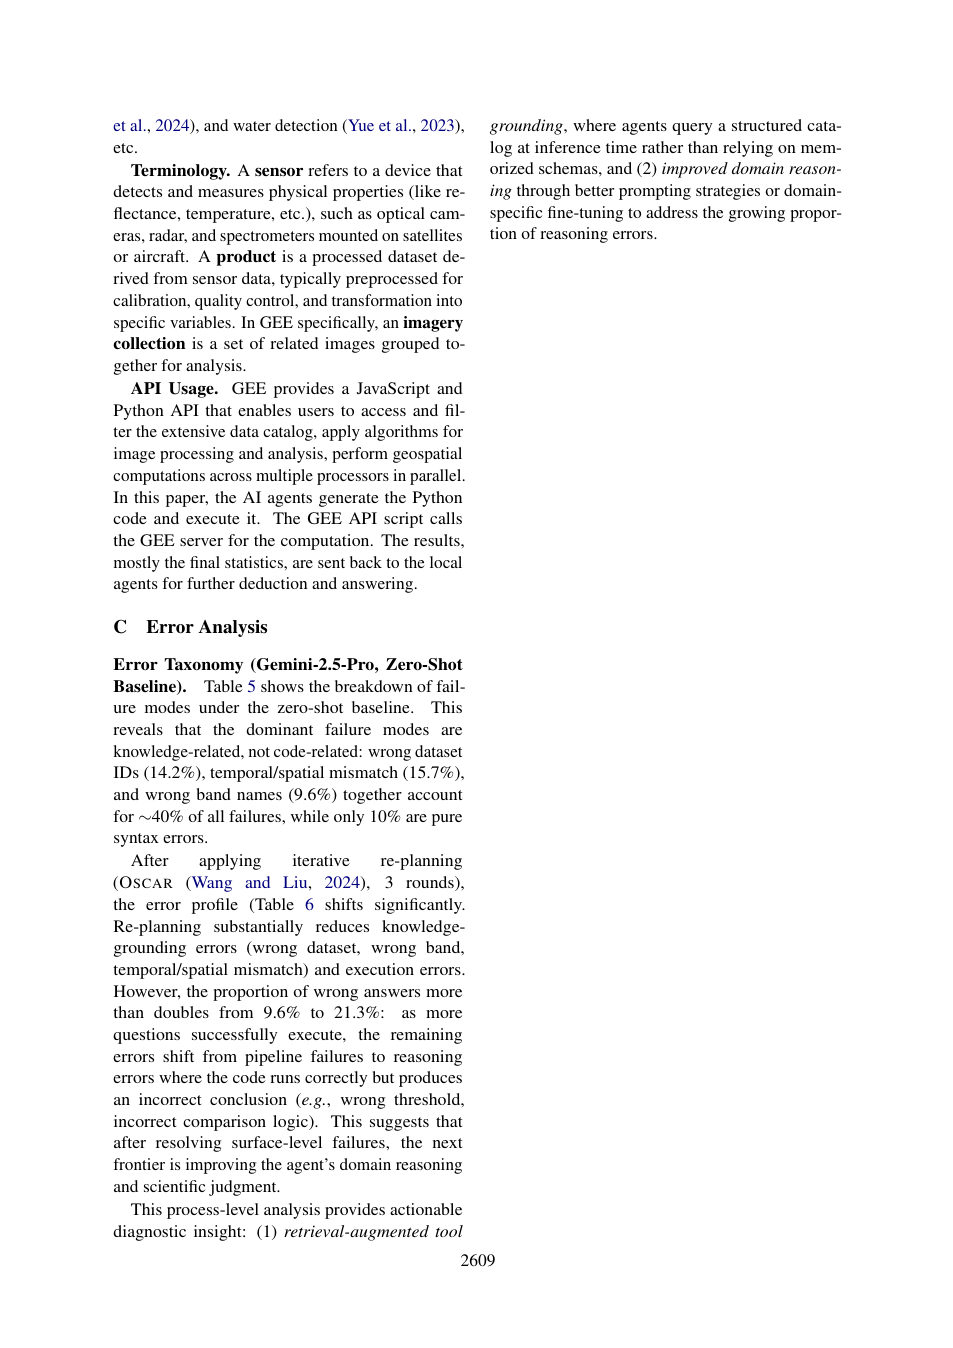 et al., 2024), and water detection (Yue et al., 2023),
etc.
Terminology. A sensor refers to a device that
detects and measures physical properties (like re-
flectance, temperature, etc.), such as optical cam-
eras, radar, and spectrometers mounted on satellites
or aircraft. A product is a processed dataset de-
rived from sensor data, typically preprocessed for
calibration, quality control, and transformation into
specific variables. In GEE specifically, an imagery
collection is a set of related images grouped to-
gether for analysis.
API Usage. GEE provides a JavaScript and
Python API that enables users to access and fil-
ter the extensive data catalog, apply algorithms for
image processing and analysis, perform geospatial
computations across multiple processors in parallel.
In this paper, the AI agents generate the Python
code and execute it. The GEE API script calls
the GEE server for the computation. The results,
mostly the final statistics, are sent back to the local
agents for further deduction and answering.
C Error Analysis
Error Taxonomy (Gemini-2.5-Pro, Zero-Shot
Baseline). Table 5 shows the breakdown of fail-
ure modes under the zero-shot baseline. This
reveals that the dominant failure modes are
knowledge-related, not code-related: wrong dataset
IDs (14.2%), temporal/spatial mismatch (15.7%),
and wrong band names (9.6%) together account
for ~40% of all failures, while only 10% are pure
syntax errors.
After applying iterative re-planning
(OSCAR (Wang and Liu, 2024), 3 rounds),
the error profile (Table 6 shifts significantly.
Re-planning substantially reduces knowledge-
grounding errors (wrong dataset, wrong band,
temporal/spatial mismatch) and execution errors.
However, the proportion of wrong answers more
than doubles from 9.6% to 21.3%: as more
questions successfully execute, the remaining
errors shift from pipeline failures to reasoning
errors where the code runs correctly but produces
an incorrect conclusion (e.g., wrong threshold,
incorrect comparison logic). This suggests that
after resolving surface-level failures, the next
frontier is improving the agent's domain reasoning
and scientific judgment.
This process-level analysis provides actionable
diagnostic insight: (1) retrieval-augmented tool
grounding, where agents query a structured cata-
log at inference time rather than relying on mem-
orized schemas, and (2) improved domain reason-
ing through better prompting strategies or domain-
specific fine-tuning to address the growing propor-
tion of reasoning errors.
2609